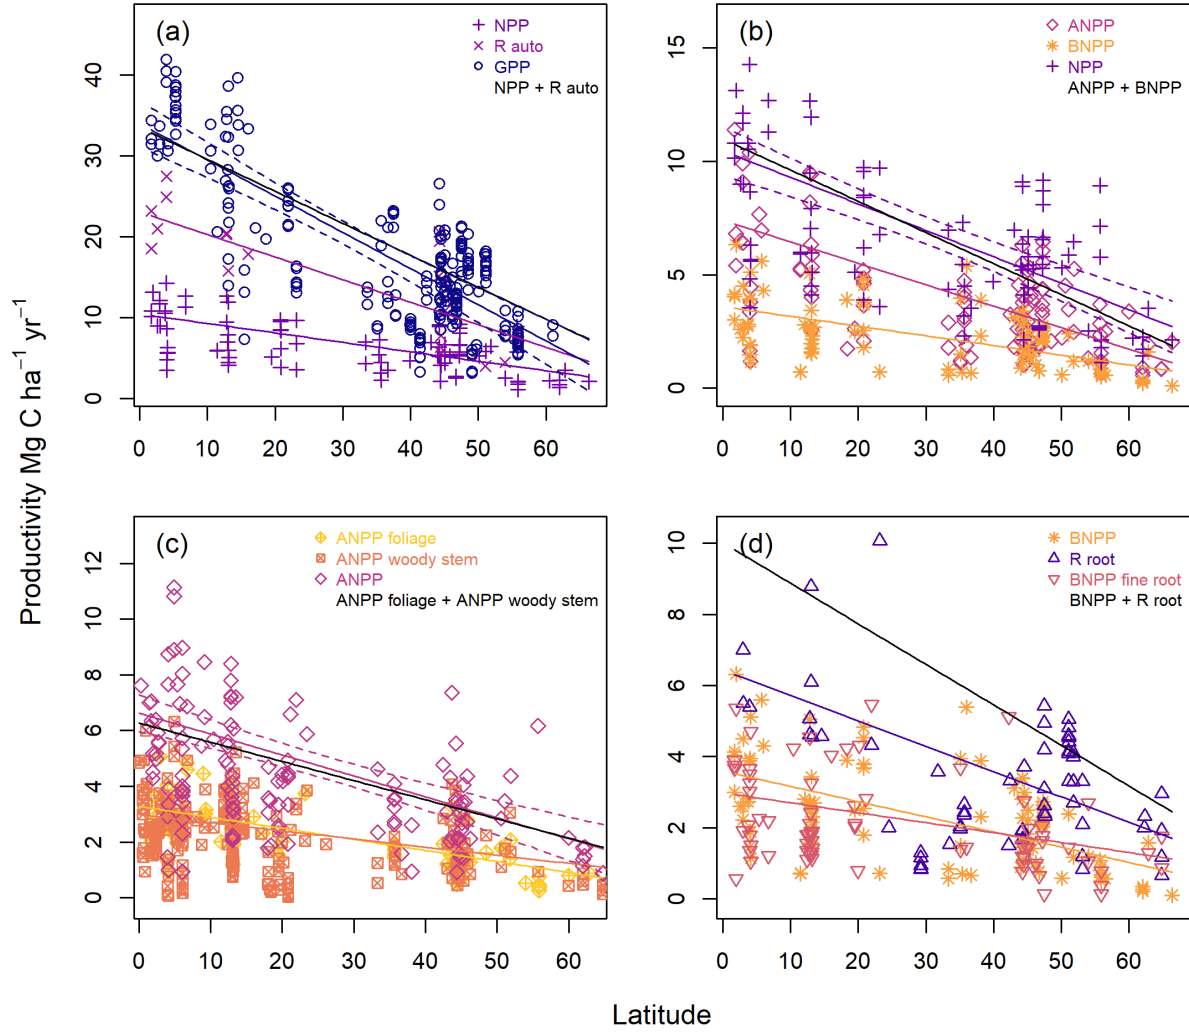 (a)
NPP
R auto
GPP
NPP + R auto
40
30
20
10
0
0 10 20 30 40 50 60
(b)
ANPP
BNPP
NPP
ANPP + BNPP
15
10
5
0
0 10 20 30 40 50 60
(c)
ANPP foliage
ANPP woody stem
ANPP
ANPP foliage + ANPP woody stem
12
10
8
6
4
2
0
0 10 20 30 40 50 60
(d)
BNPP
R root
BNPP fine root
BNPP + R root
10
8
6
4
2
0
0 10 20 30 40 50 60
Productivity Mg C ha⁻¹ yr⁻¹
Latitude